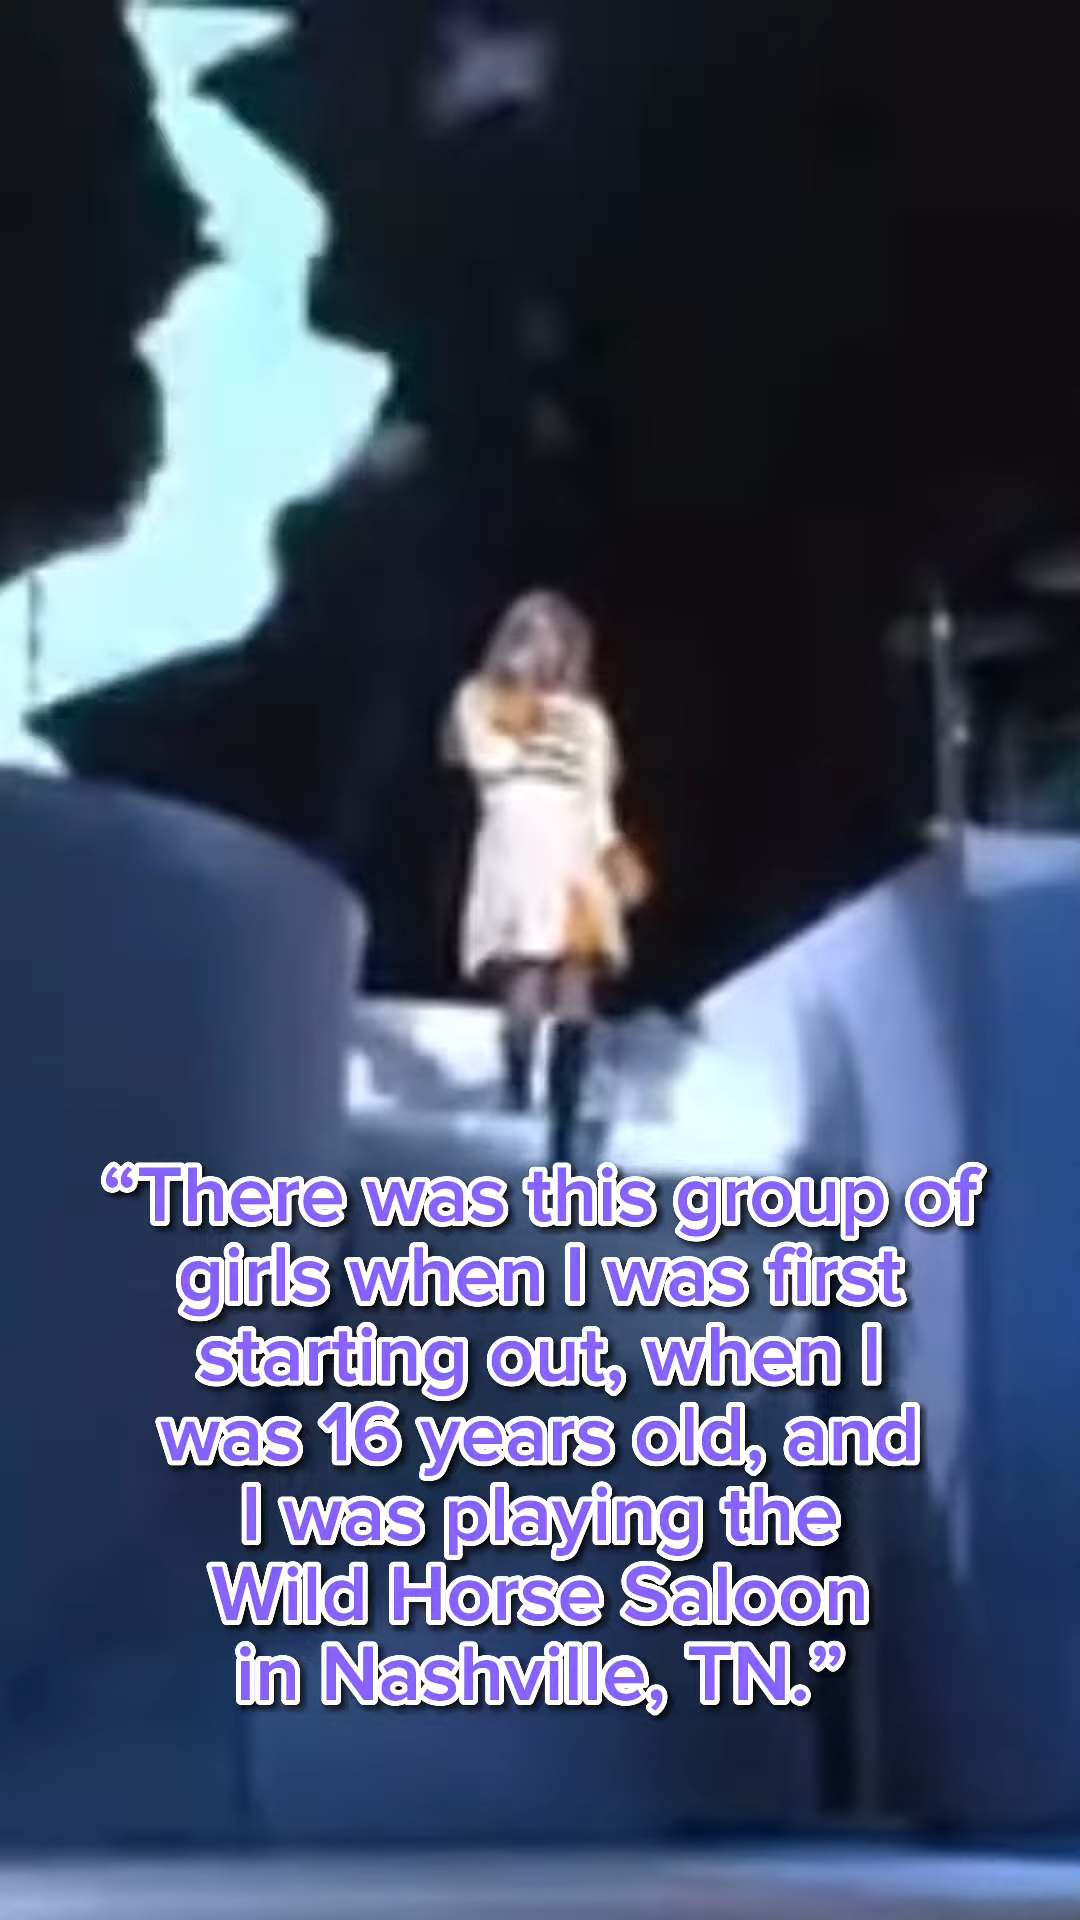 “There was this group of
girls when I was first
starting out, when I
was 16 years old, and
I was playing the
Wild Horse Saloon
in Nashville, TN.”